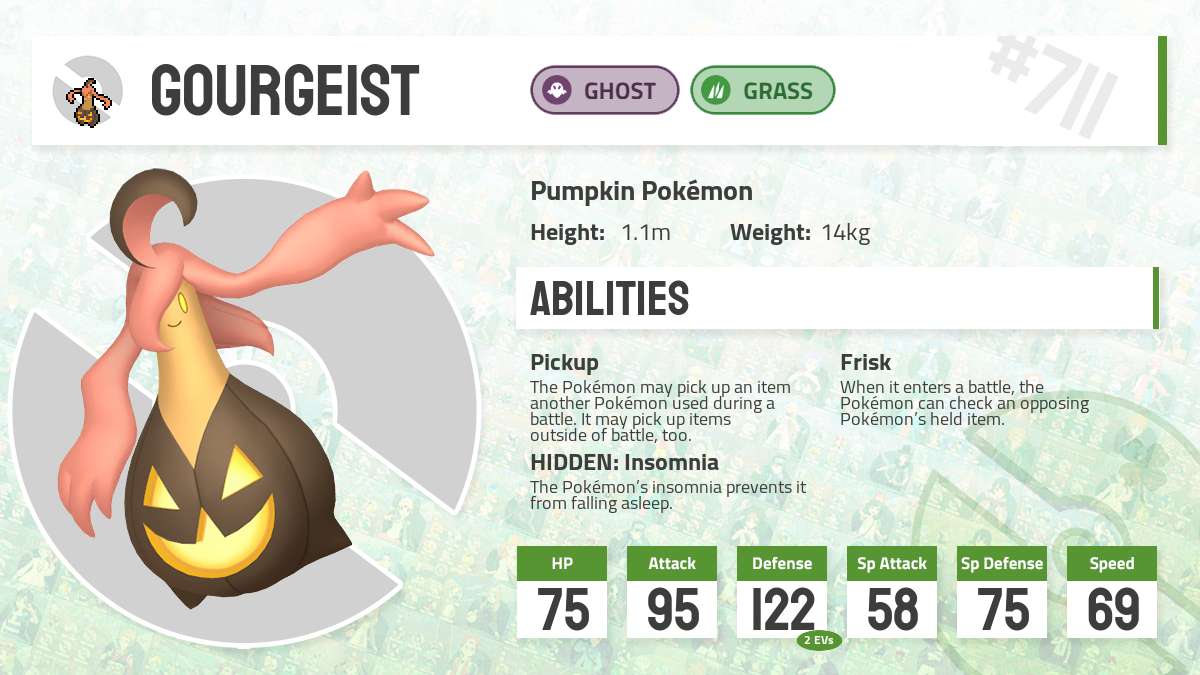 GOURGEIST
GHOST
GRASS
#711
Pumpkin Pokémon
Height: 1.1m Weight: 14kg
ABILITIES
Pickup
The Pokémon may pick up an item
another Pokémon used during a
battle. It may pick up items
outside of battle, too.
Frisk
When it enters a battle, the
Pokémon can check an opposing
Pokémon's held item.
HIDDEN: Insomnia
The Pokémon's insomnia prevents it
from falling asleep.
HP Attack Defense Sp Attack Sp Defense Speed
75 95 122 58 75 69
2 EVs